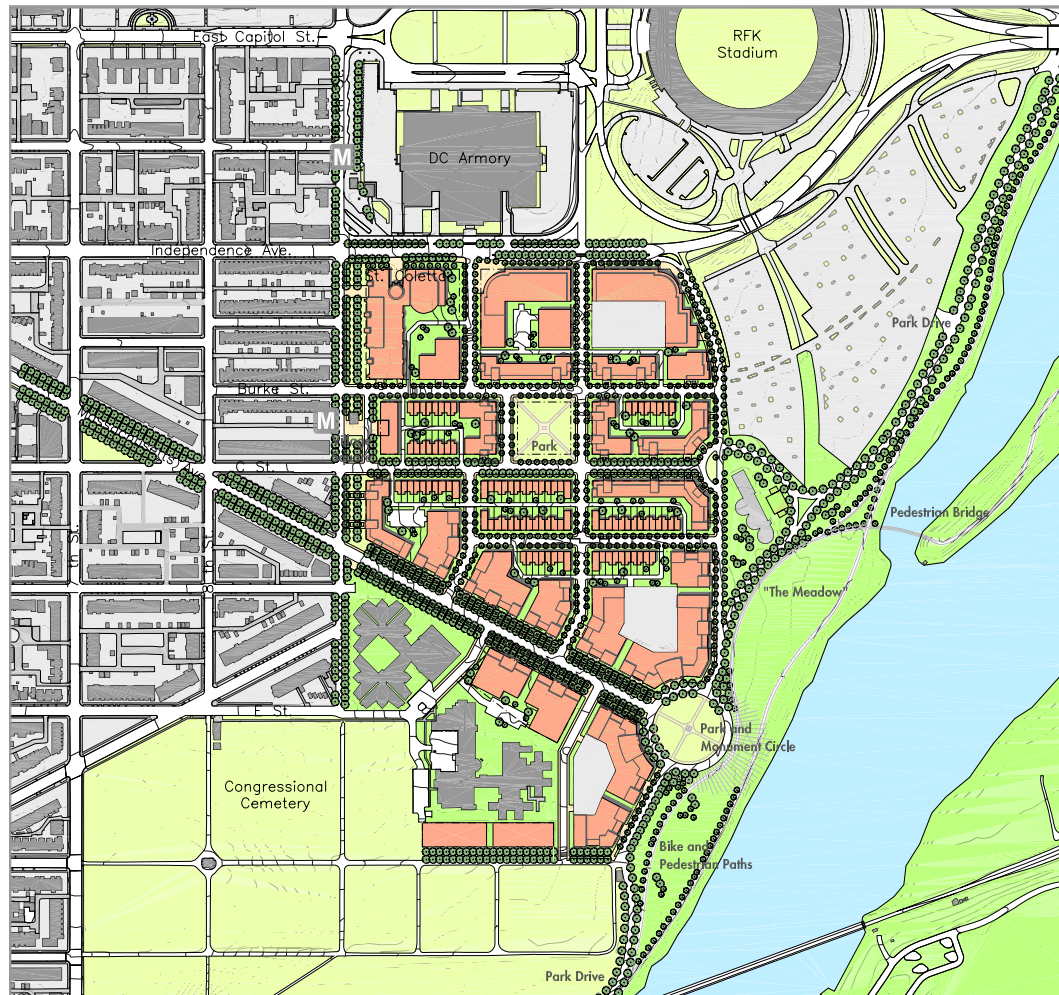 East Capitol St.
RFK
Stadium
DC Armory
M
Independence Ave.
St. Coletta
Park Drive
Burke St.
M
Park
C St.
Pedestrian Bridge
"The Meadow"
E St.
Park and
Monument Circle
Congressional
Cemetery
Bike and
Pedestrian Paths
Park Drive